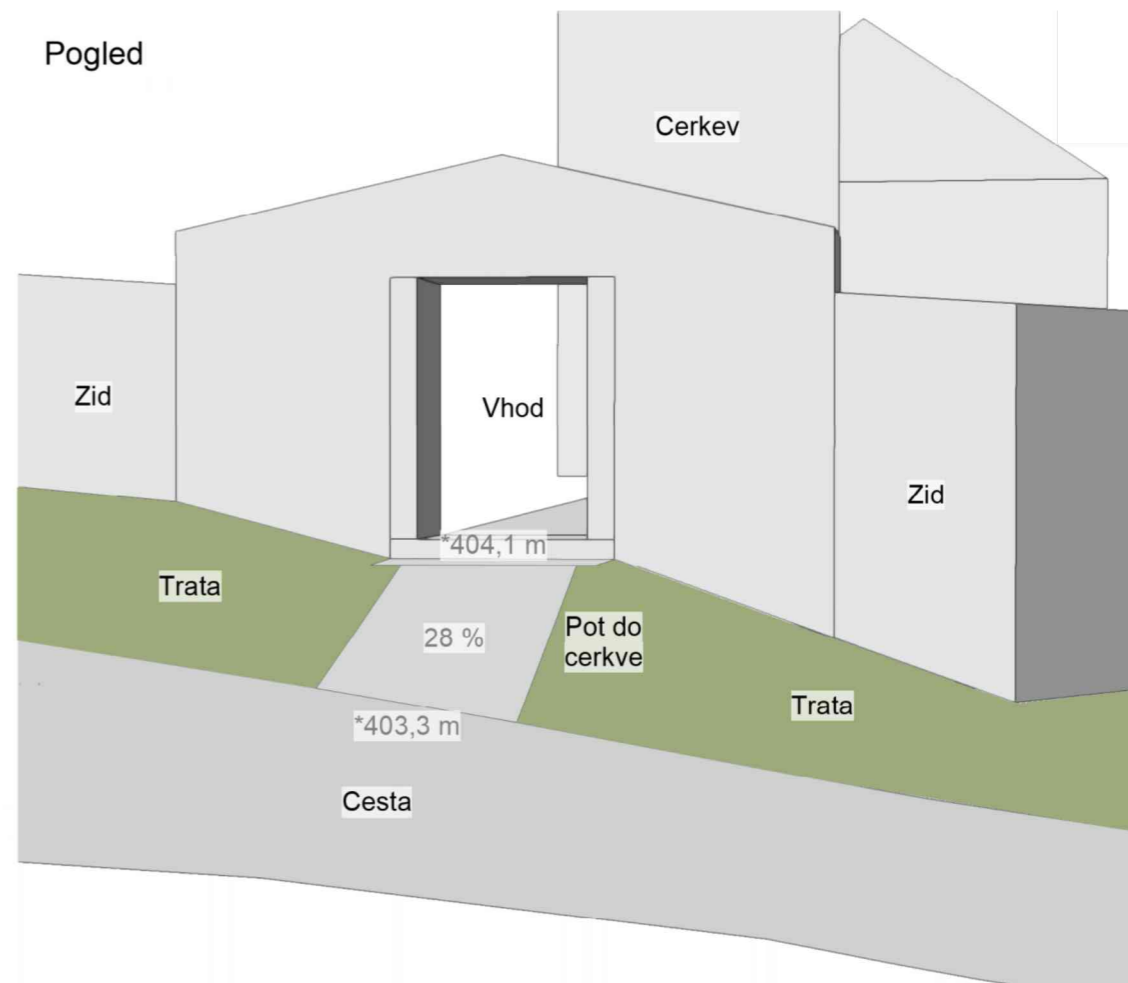 Pogled
Cerkev
Zid
Vhod
Zid
*404,1 m
Trata
28 %
Pot do
cerkve
Trata
*403,3 m
Cesta